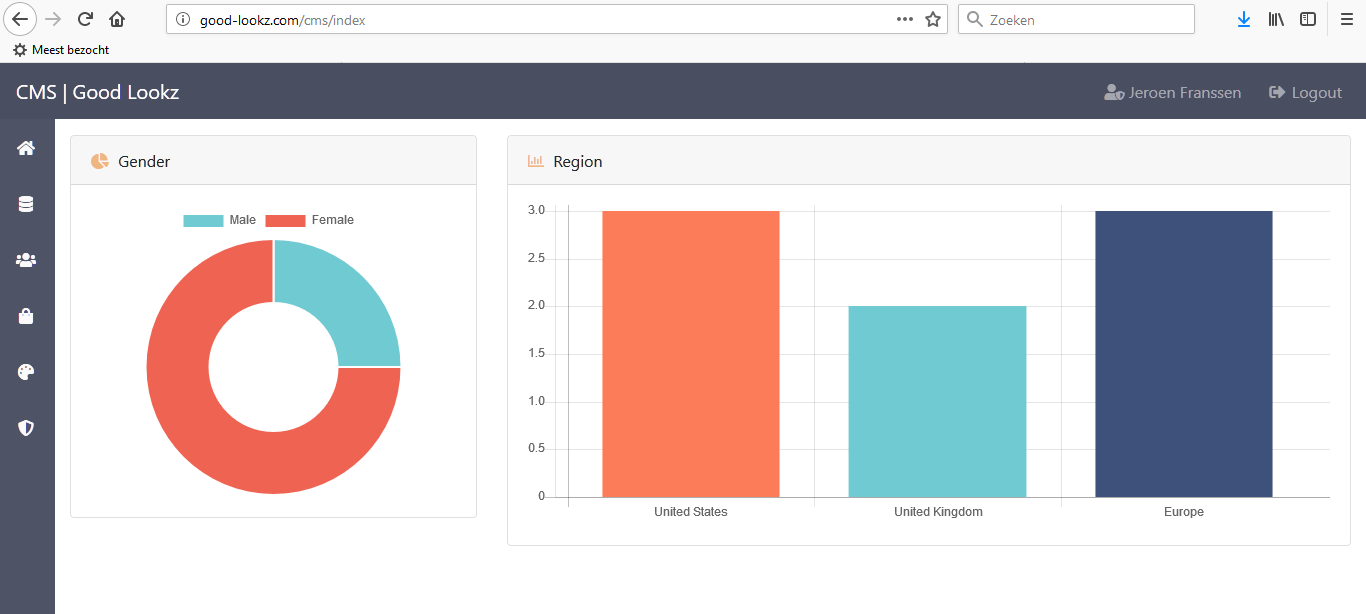 good-lookz.com/cms/index
Zoeken
Meest bezocht
CMS | Good Lookz
Jeroen Franssen
Logout
Gender
Male
Female
Region
3.0
2.5
2.0
1.5
1.0
0.5
0
United States
United Kingdom
Europe